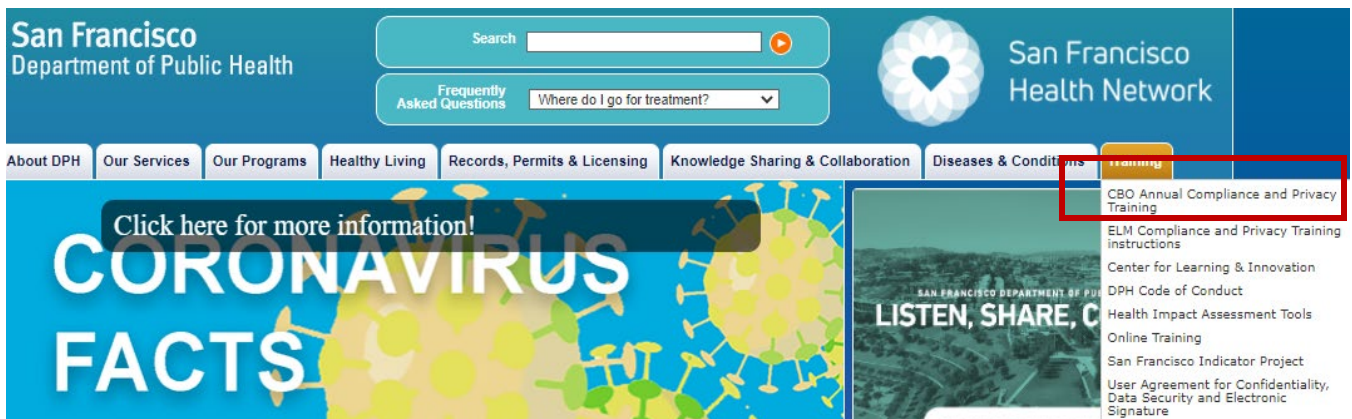 San Francisco
Department of Public Health
Search
Frequently
Asked Questions
Where do I go for treatment?
San Francisco
Health Network
About DPH
Our Services
Our Programs
Healthy Living
Records, Permits & Licensing
Knowledge Sharing & Collaboration
Diseases & Conditions
Training
Click here for more information!
CORONAVIRUS
FACTS
SAN FRANCISCO DEPARTMENT OF
LISTEN, SHARE, C
CBO Annual Compliance and Privacy
Training
ELM Compliance and Privacy Training
instructions
Center for Learning & Innovation
DPH Code of Conduct
Health Impact Assessment Tools
Online Training
San Francisco Indicator Project
User Agreement for Confidentiality,
Data Security and Electronic
Signature